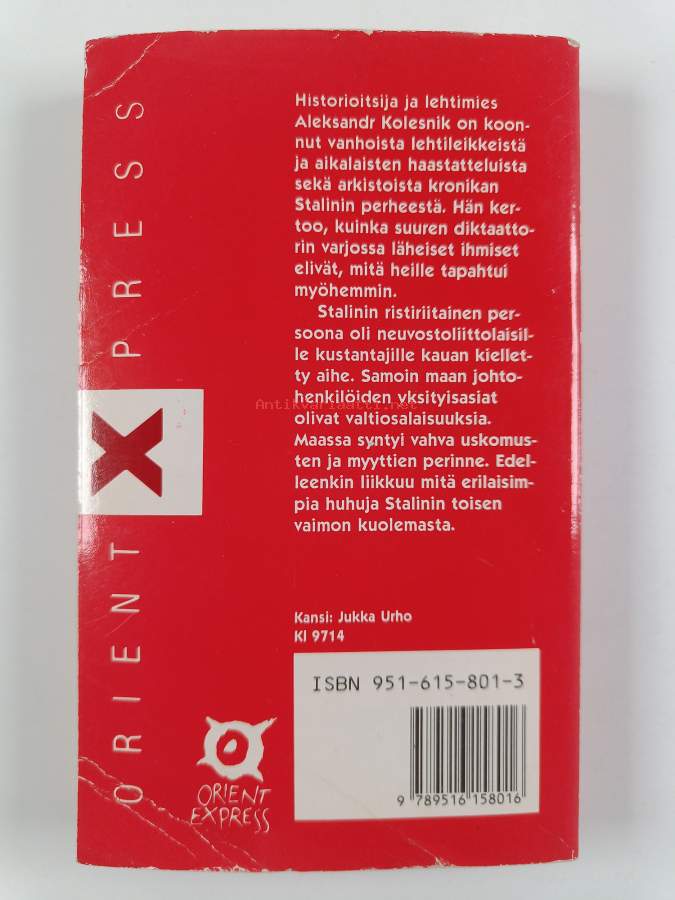 Historioitsija ja lehtimies
Aleksandr Kolesnik on koon-
nut vanhoista lehtileikkeistä
ja aikalaisten haastatteluista
sekä arkistoista kronikan
Stalinin perheestä. Hän ker-
too, kuinka suuren diktaatto-
rin varjossa läheiset ihmiset
elivät, mitä heille tapahtui
myöhemmin.
Stalinin ristiriitainen per-
soona oli neuvostoliittolaisil-
le kustantajille kauan kiellet-
ty aihe. Samoin maan johto-
henkilöiden yksityisasiat
olivat valtiosalaisuuksia.
Maassa syntyi vahva uskomus-
ten ja myyttien perinne. Edel-
leenkin liikkuu mitä erilaisim-
pia huhuja Stalinin toisen
vaimon kuolemasta.
Kansi: Jukka Urho
Kl 9714
ISBN 951-615-801-3
9 789516 158016
ORIENT X PRESS
ORIENT
EXPRESS
Antikvariaatti.net